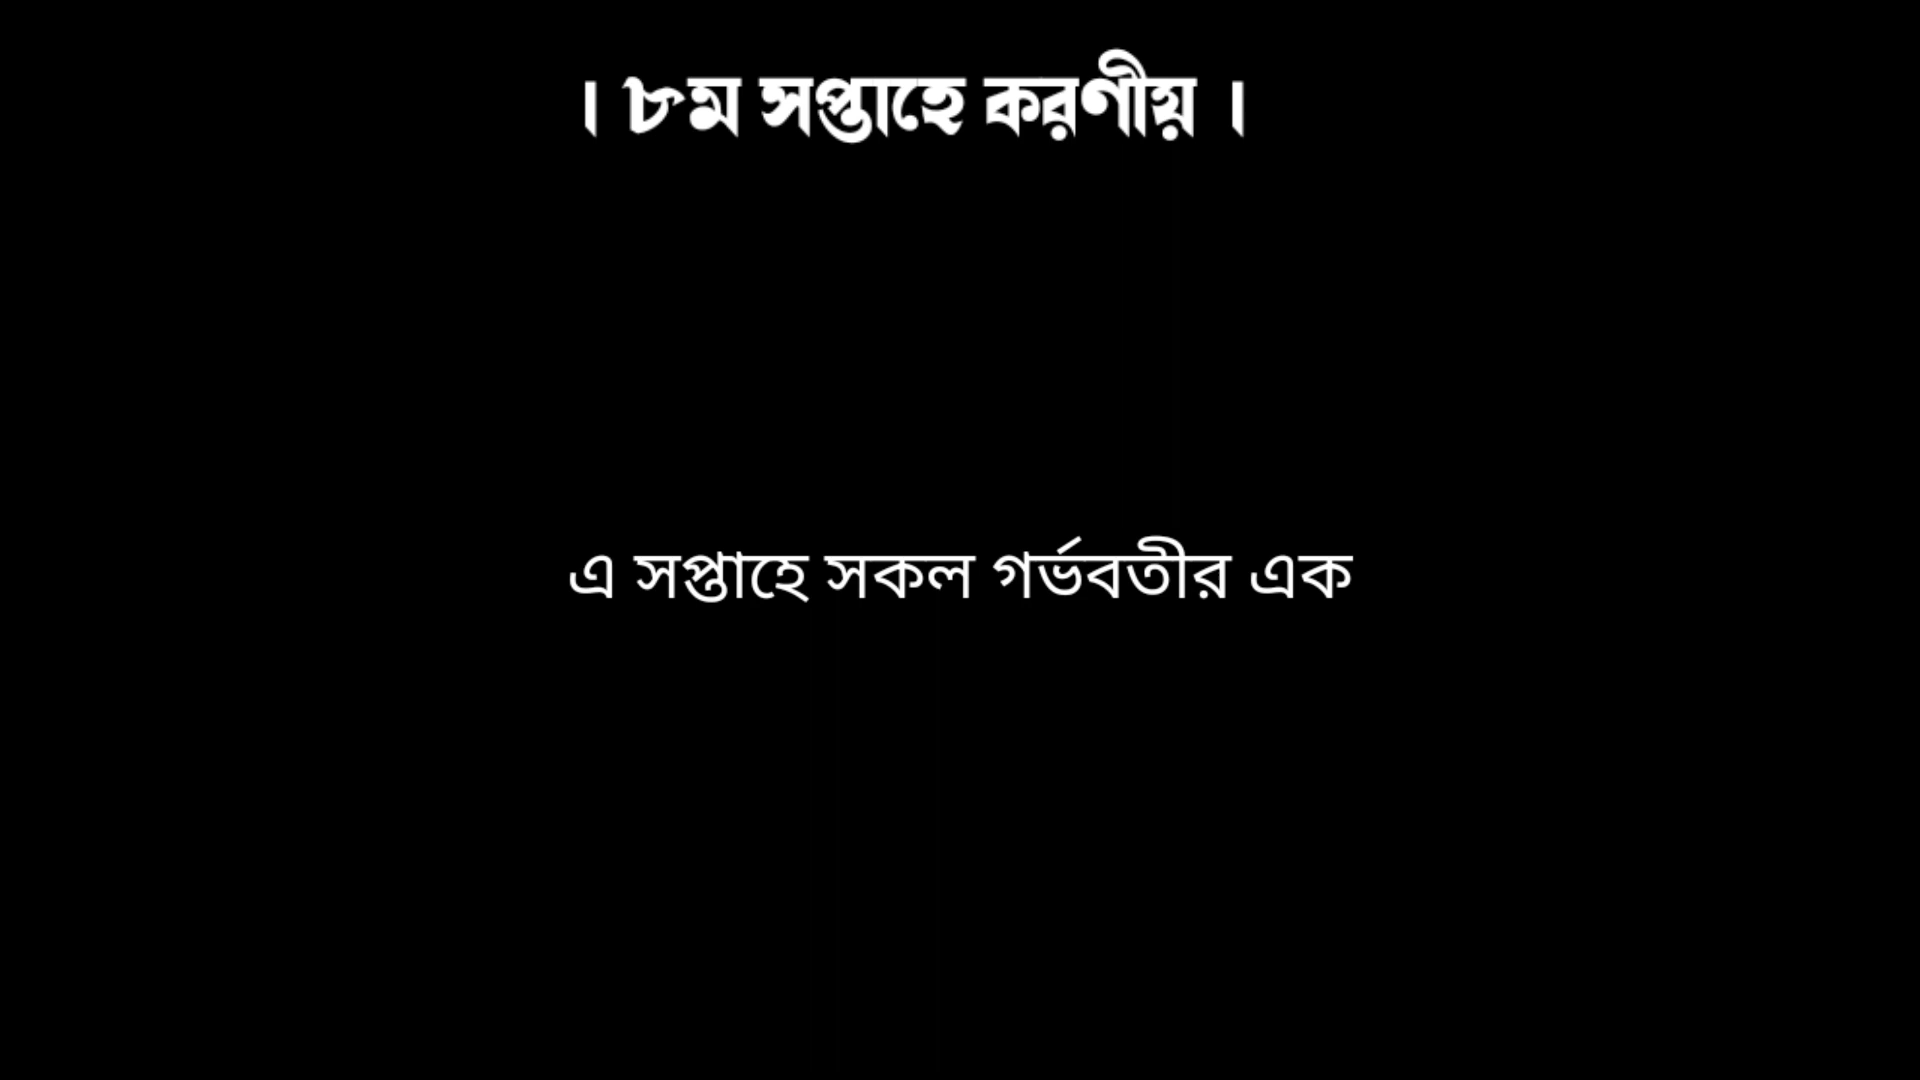 । ৮ম সপ্তাহে করণীয় ।
এ সপ্তাহে সকল গর্ভবতীর এক